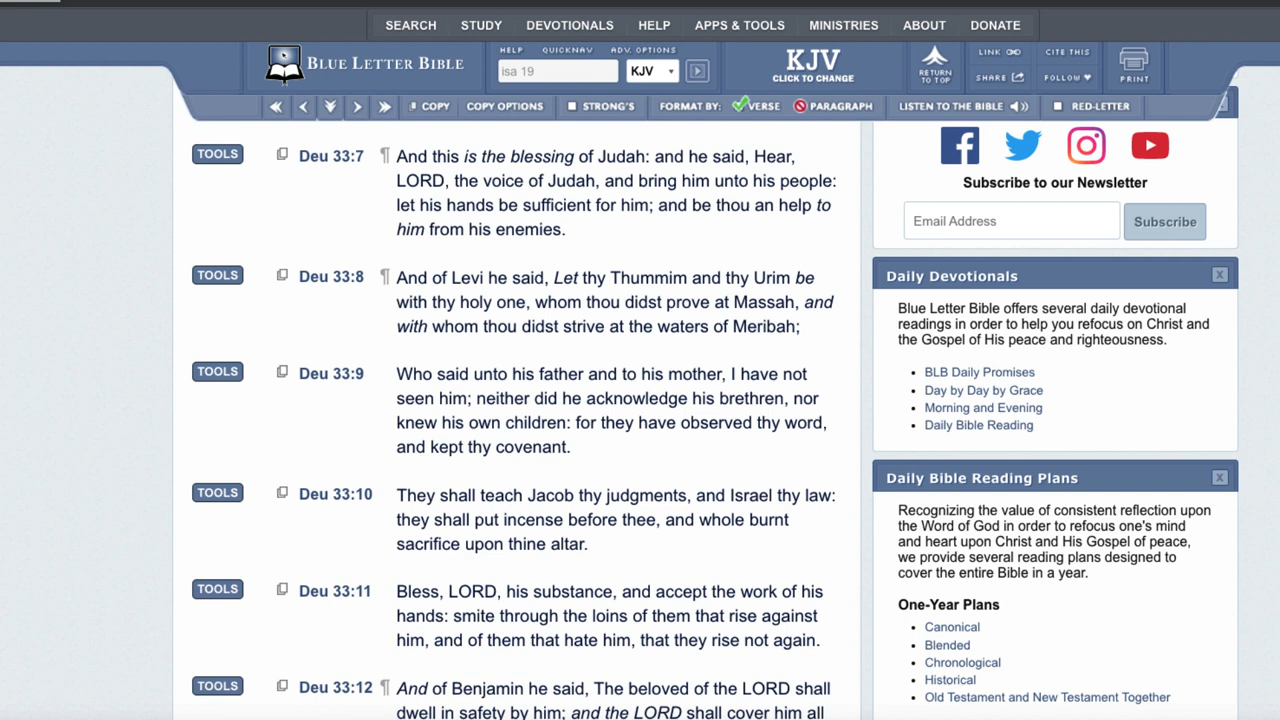 SEARCH STUDY DEVOTIONALS HELP APPS & TOOLS MINISTRIES ABOUT DONATE
BLUE LETTER BIBLE
HELP QUICKNAV ADV. OPTIONS
isa 19 KJV
KJV
CLICK TO CHANGE
RETURN
TO TOP
LINK CITE THIS
SHARE FOLLOW
PRINT
COPY COPY OPTIONS STRONG'S FORMAT BY: VERSE PARAGRAPH LISTEN TO THE BIBLE RED-LETTER
TOOLS Deu 33:7 ¶ And this is the blessing of Judah: and he said, Hear,
LORD, the voice of Judah, and bring him unto his people:
let his hands be sufficient for him; and be thou an help to
him from his enemies.
TOOLS Deu 33:8 ¶ And of Levi he said, Let thy Thummim and thy Urim be
with thy holy one, whom thou didst prove at Massah, and
with whom thou didst strive at the waters of Meribah;
TOOLS Deu 33:9 Who said unto his father and to his mother, I have not
seen him; neither did he acknowledge his brethren, nor
knew his own children: for they have observed thy word,
and kept thy covenant.
TOOLS Deu 33:10 They shall teach Jacob thy judgments, and Israel thy law:
they shall put incense before thee, and whole burnt
sacrifice upon thine altar.
TOOLS Deu 33:11 Bless, LORD, his substance, and accept the work of his
hands: smite through the loins of them that rise against
him, and of them that hate him, that they rise not again.
TOOLS Deu 33:12 ¶ And of Benjamin he said, The beloved of the LORD shall
dwell in safety by him; and the LORD shall cover him all
Subscribe to our Newsletter
Email Address Subscribe
Daily Devotionals
Blue Letter Bible offers several daily devotional
readings in order to help you refocus on Christ and
the Gospel of His peace and righteousness.
• BLB Daily Promises
• Day by Day by Grace
• Morning and Evening
• Daily Bible Reading
Daily Bible Reading Plans
Recognizing the value of consistent reflection upon
the Word of God in order to refocus one's mind
and heart upon Christ and His Gospel of peace,
we provide several reading plans designed to
cover the entire Bible in a year.
One-Year Plans
• Canonical
• Blended
• Chronological
• Historical
• Old Testament and New Testament Together